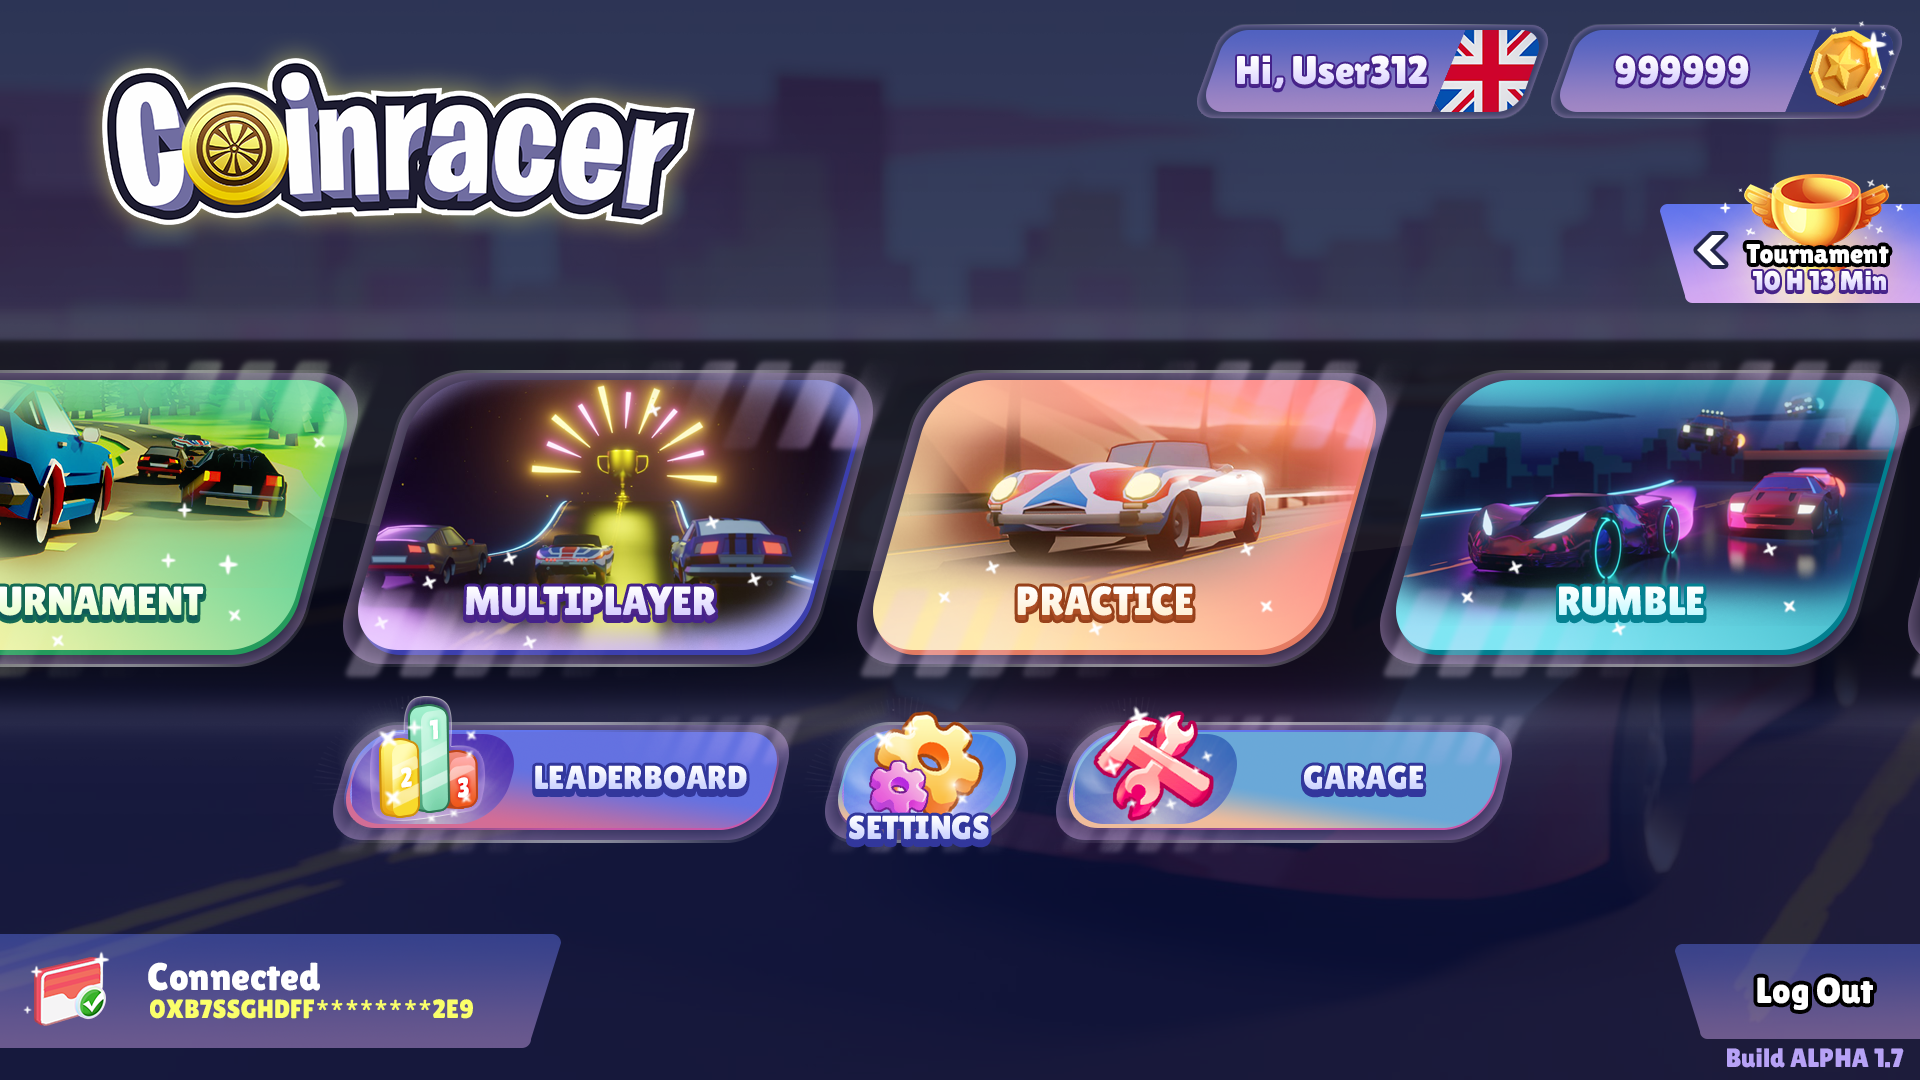 Coinracer
Hi, User312
999999
Tournament
10 H 13 Min
URNAMENT
MULTIPLAYER
PRACTICE
RUMBLE
1
2
3
LEADERBOARD
SETTINGS
GARAGE
Connected
0XB7SSGHDFF********2E9
Log Out
Build ALPHA 1.7